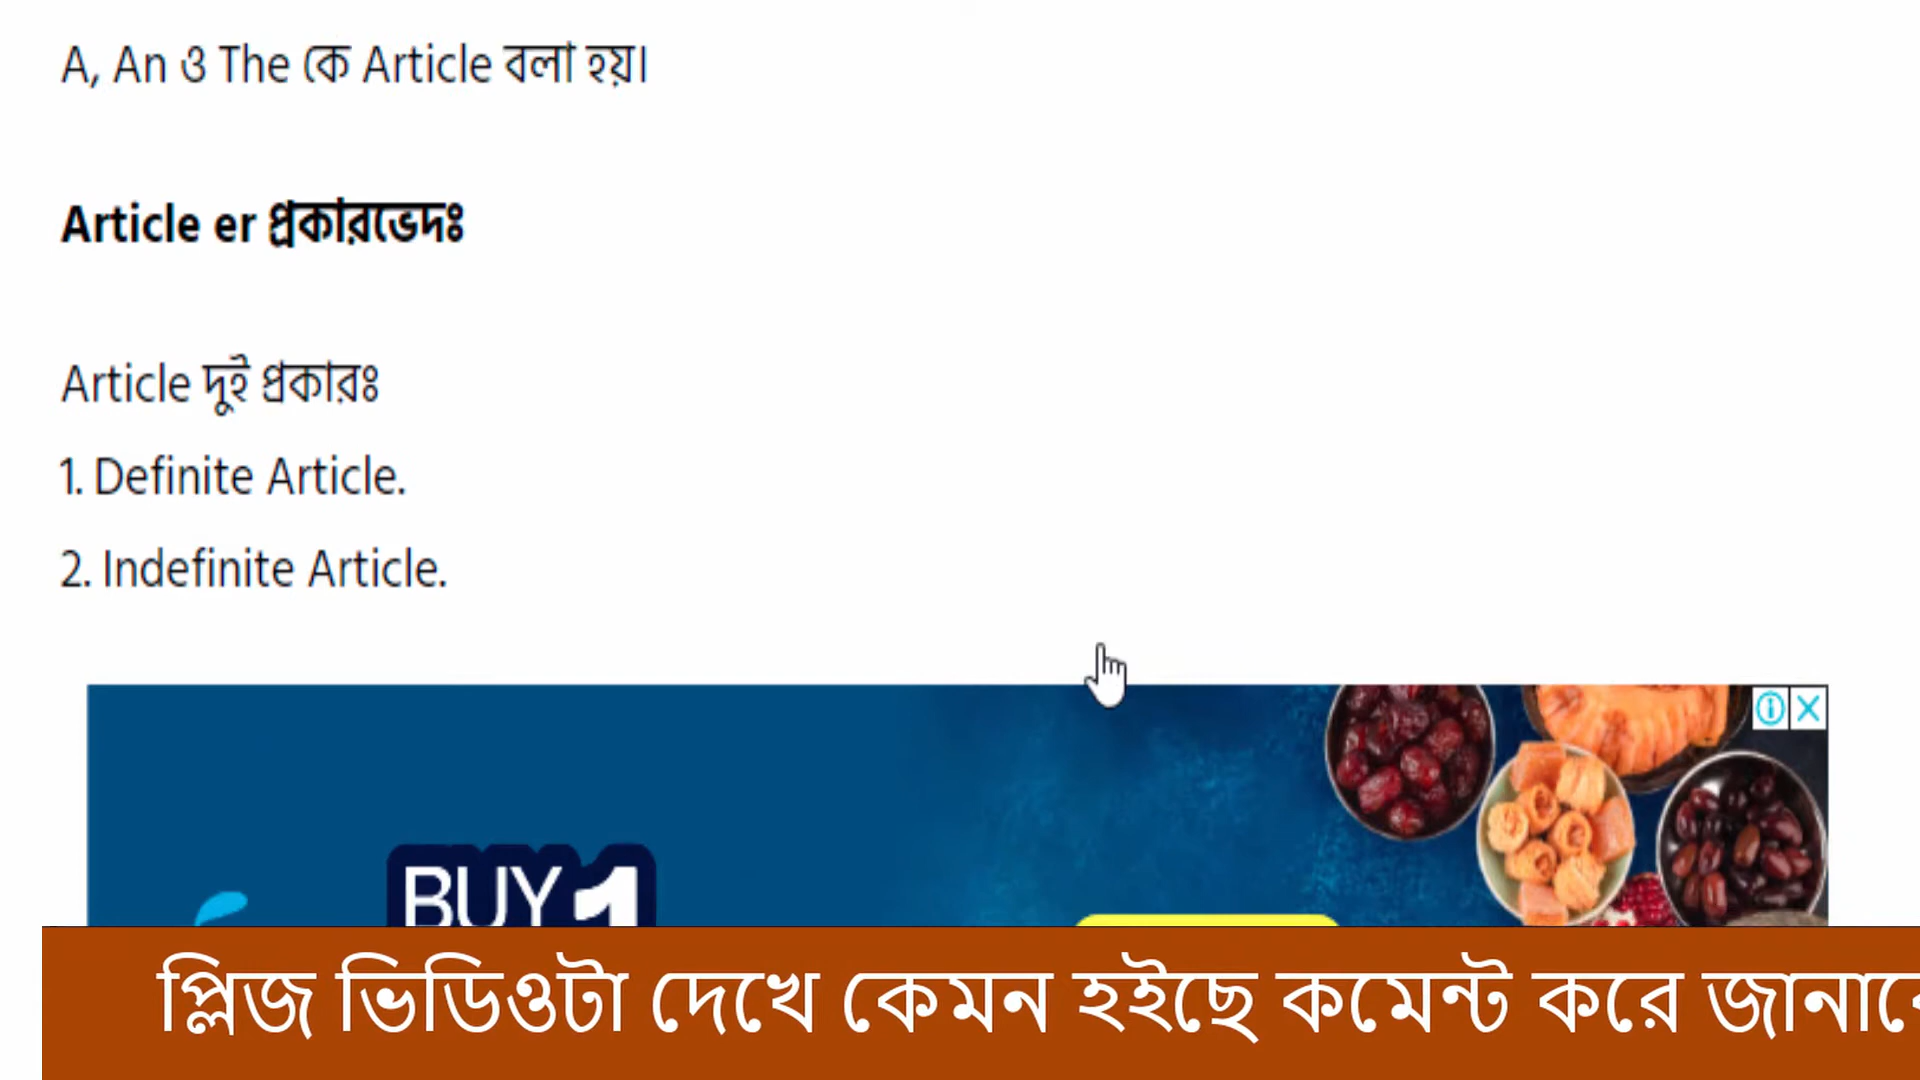 A, An ও The কে Article বলা হয়।
Article er প্রকারভেদঃ
Article দুই প্রকারঃ
1. Definite Article.
2. Indefinite Article.
BUY 1
প্লিজ ভিডিওটা দেখে কেমন হইছে কমেন্ট করে